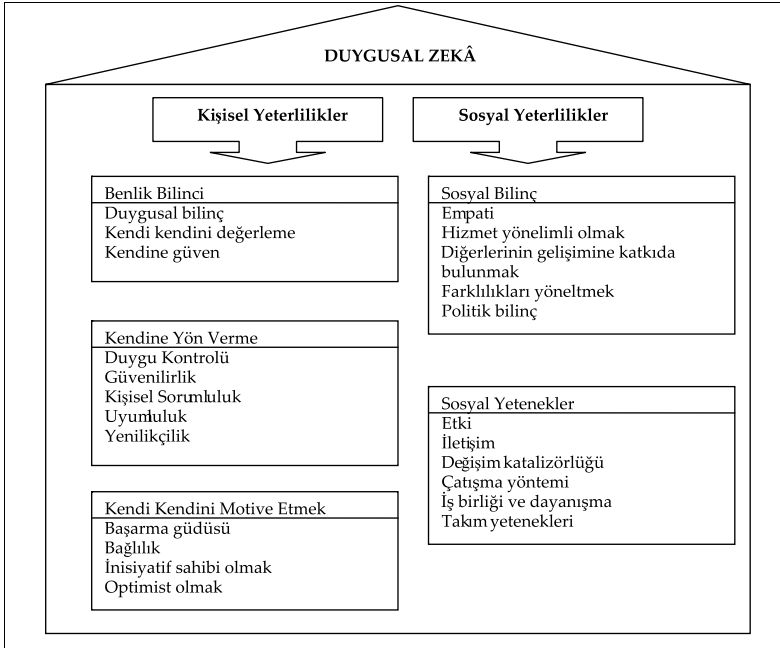 DUYGUSAL ZEKÂ
Kişisel Yeterlilikler
Benlik Bilinci
Duygusal bilinç
Kendi kendini değerleme
Kendine güven
Kendine Yön Verme
Duygu Kontrolü
Güvenilirlik
Kişisel Sorumluluk
Uyumluluk
Yenilikçilik
Kendi Kendini Motive Etmek
Başarma güdüsü
Bağlılık
İnisiyatif sahibi olmak
Optimist olmak
Sosyal Yeterlilikler
Sosyal Bilinç
Empati
Hizmet yönelimli olmak
Diğerlerinin gelişimine katkıda
bulunmak
Farklılıkları yöneltmek
Politik bilinç
Sosyal Yetenekler
Etki
İletişim
Değişim katalizörlüğü
Çatışma yöntemi
İş birliği ve dayanışma
Takım yetenekleri